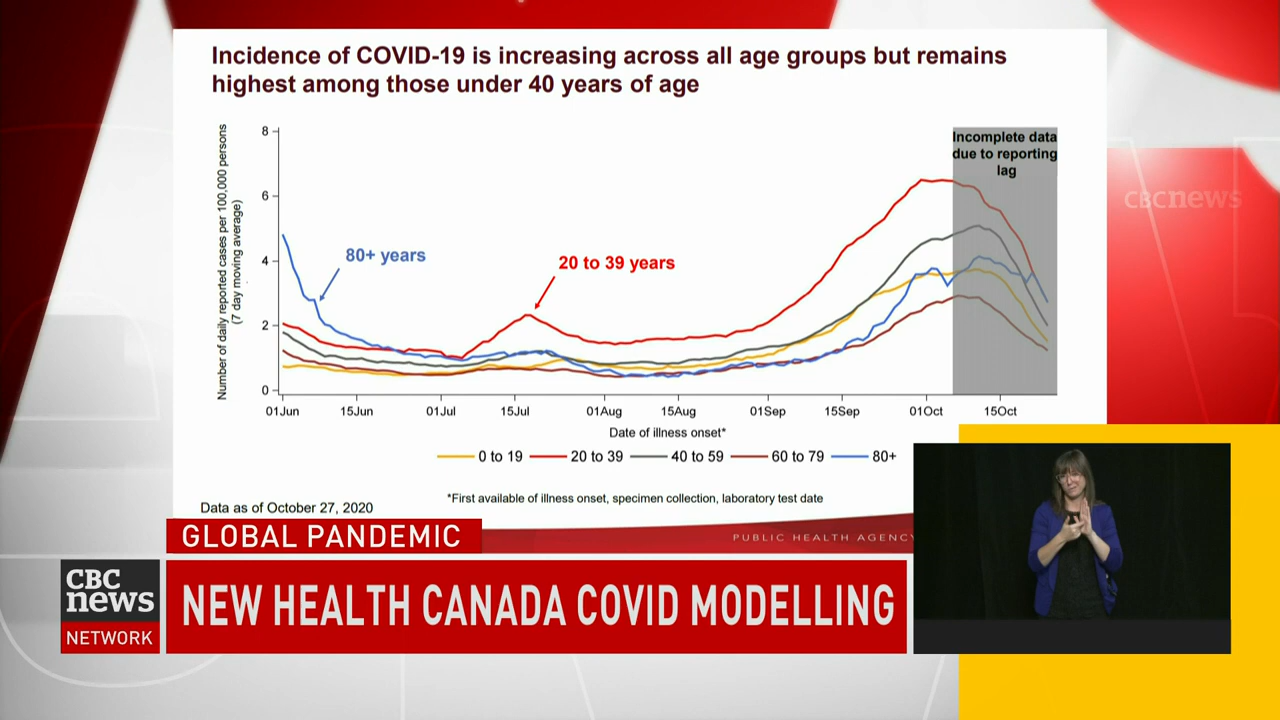 Incidence of COVID-19 is increasing across all age groups but remains
highest among those under 40 years of age
Number of daily reported cases per 100,000 persons
(7 day moving average)
8
6
4
2
0
80+ years
20 to 39 years
Incomplete data
due to reporting
lag
01Jun
15Jun
01Jul
15Jul
01Aug
15Aug
01Sep
15Sep
01Oct
15Oct
Date of illness onset*
0 to 19
20 to 39
40 to 59
60 to 79
80+
*First available of illness onset, specimen collection, laboratory test date
Data as of October 27, 2020
PUBLIC HEALTH AGENCY
CBCnews
GLOBAL PANDEMIC
CBC
news
NETWORK
NEW HEALTH CANADA COVID MODELLING